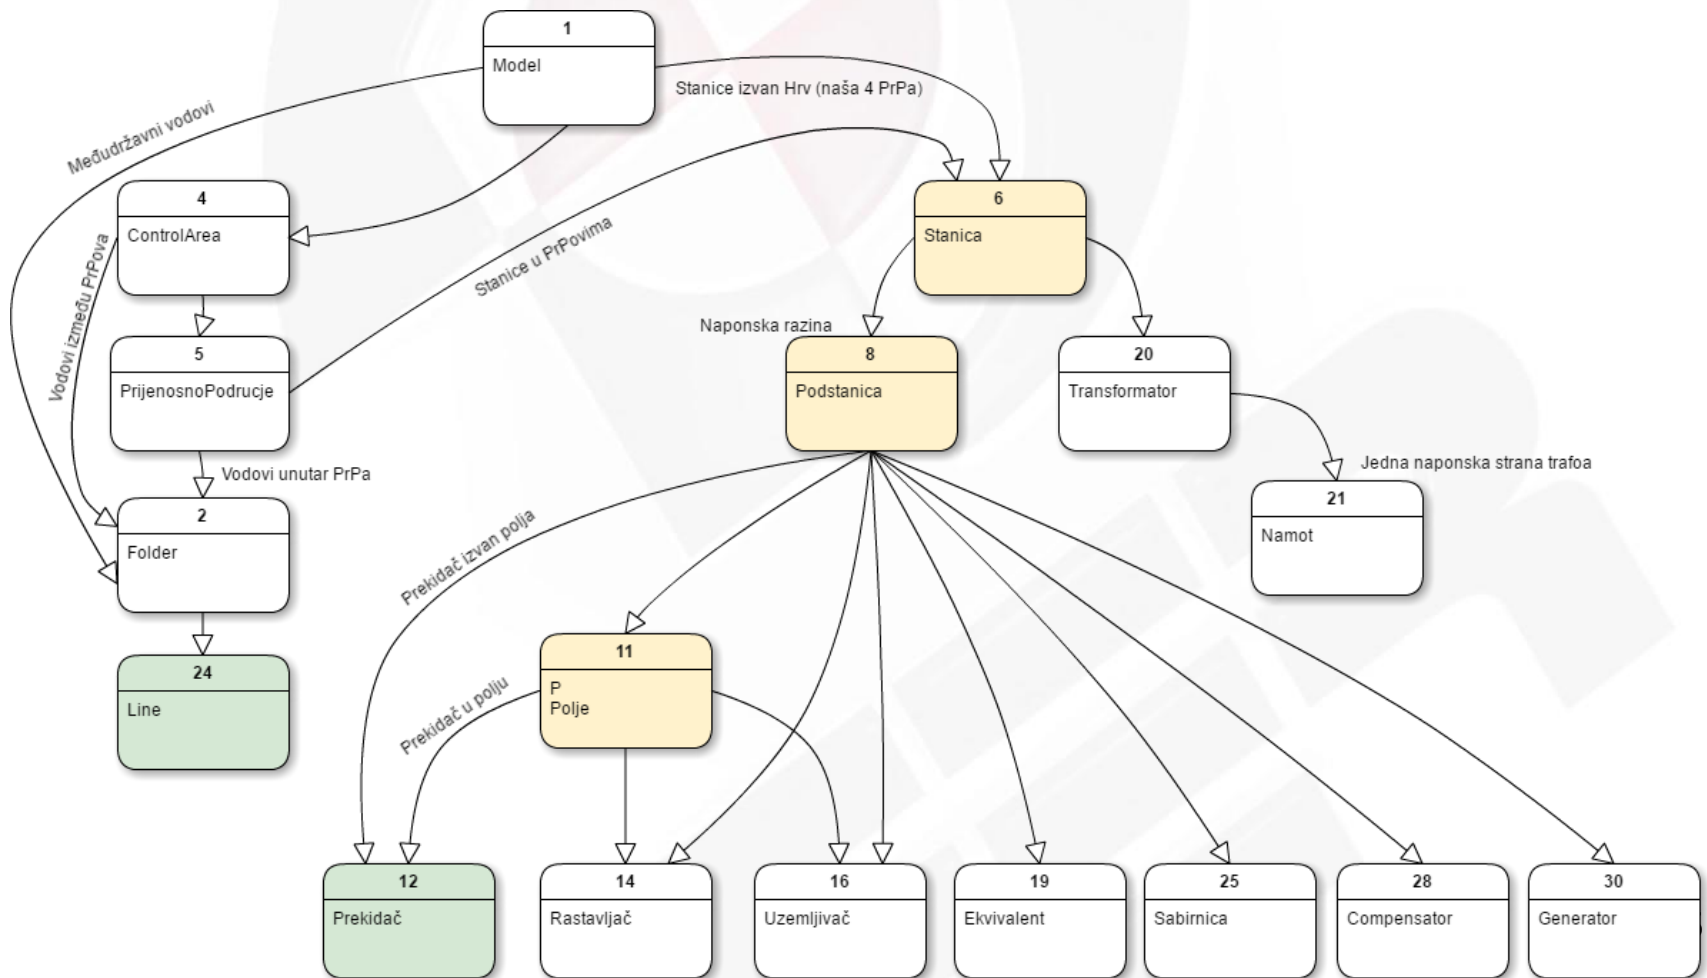 1
Model
Stanice izvan Hrv (naša 4 PrPa)
Međudržavni vodovi
4
ControlArea
6
Stanica
Vodovi između PrPova
Stanice u PrPovima
Naponska razina
5
PrijenosnoPodrucje
8
Podstanica
20
Transformator
Vodovi unutar PrPa
Jedna naponska strana trafoa
2
Folder
21
Namot
Prekidač izvan polja
11
P
Polje
24
Line
Prekidač u polju
12
Prekidač
14
Rastavljač
16
Uzemljivač
19
Ekvivalent
25
Sabirnica
28
Compensator
30
Generator